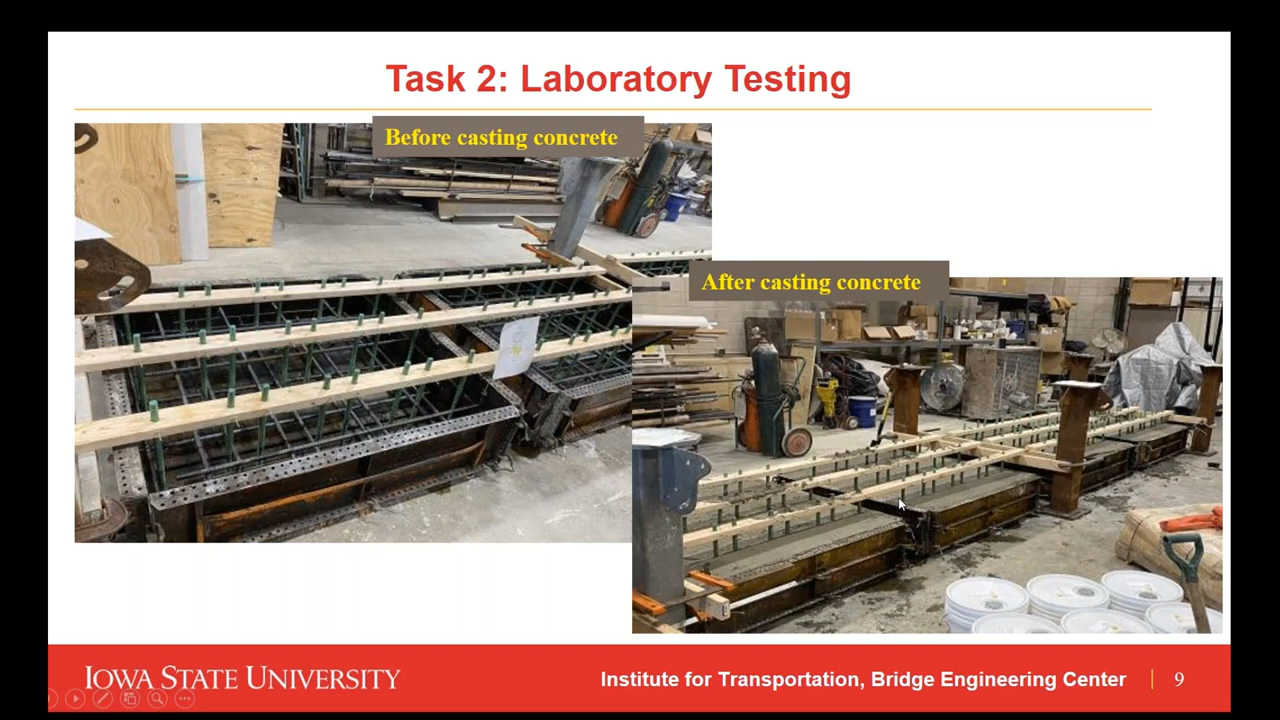 Task 2: Laboratory Testing
Before casting concrete
After casting concrete
IOWA STATE UNIVERSITY
Institute for Transportation, Bridge Engineering Center
9